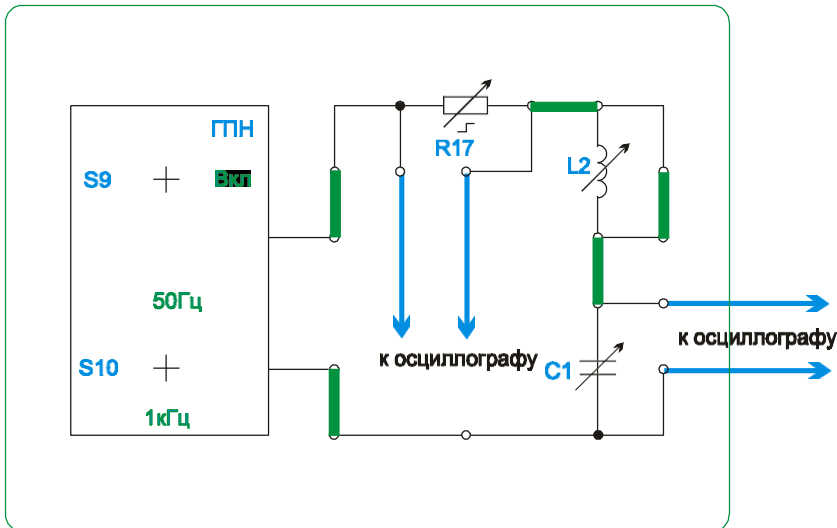 ГПН
R17
S9
Вкл
L2
50Гц
к осциллографу
к осциллографу
S10
C1
1кГц